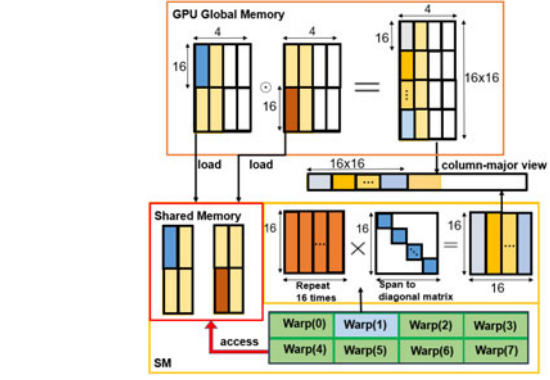 GPU Global Memory
4
4
4
16
16
16
16x16
⊙
=
...
load
load
16x16
column-major view
...
Shared Memory
16
...
×
16
=
16
...
Repeat
16 times
Span to
diagonal matrix
16
Warp(0)
Warp(1)
Warp(2)
Warp(3)
access
Warp(4)
Warp(5)
Warp(6)
Warp(7)
SM